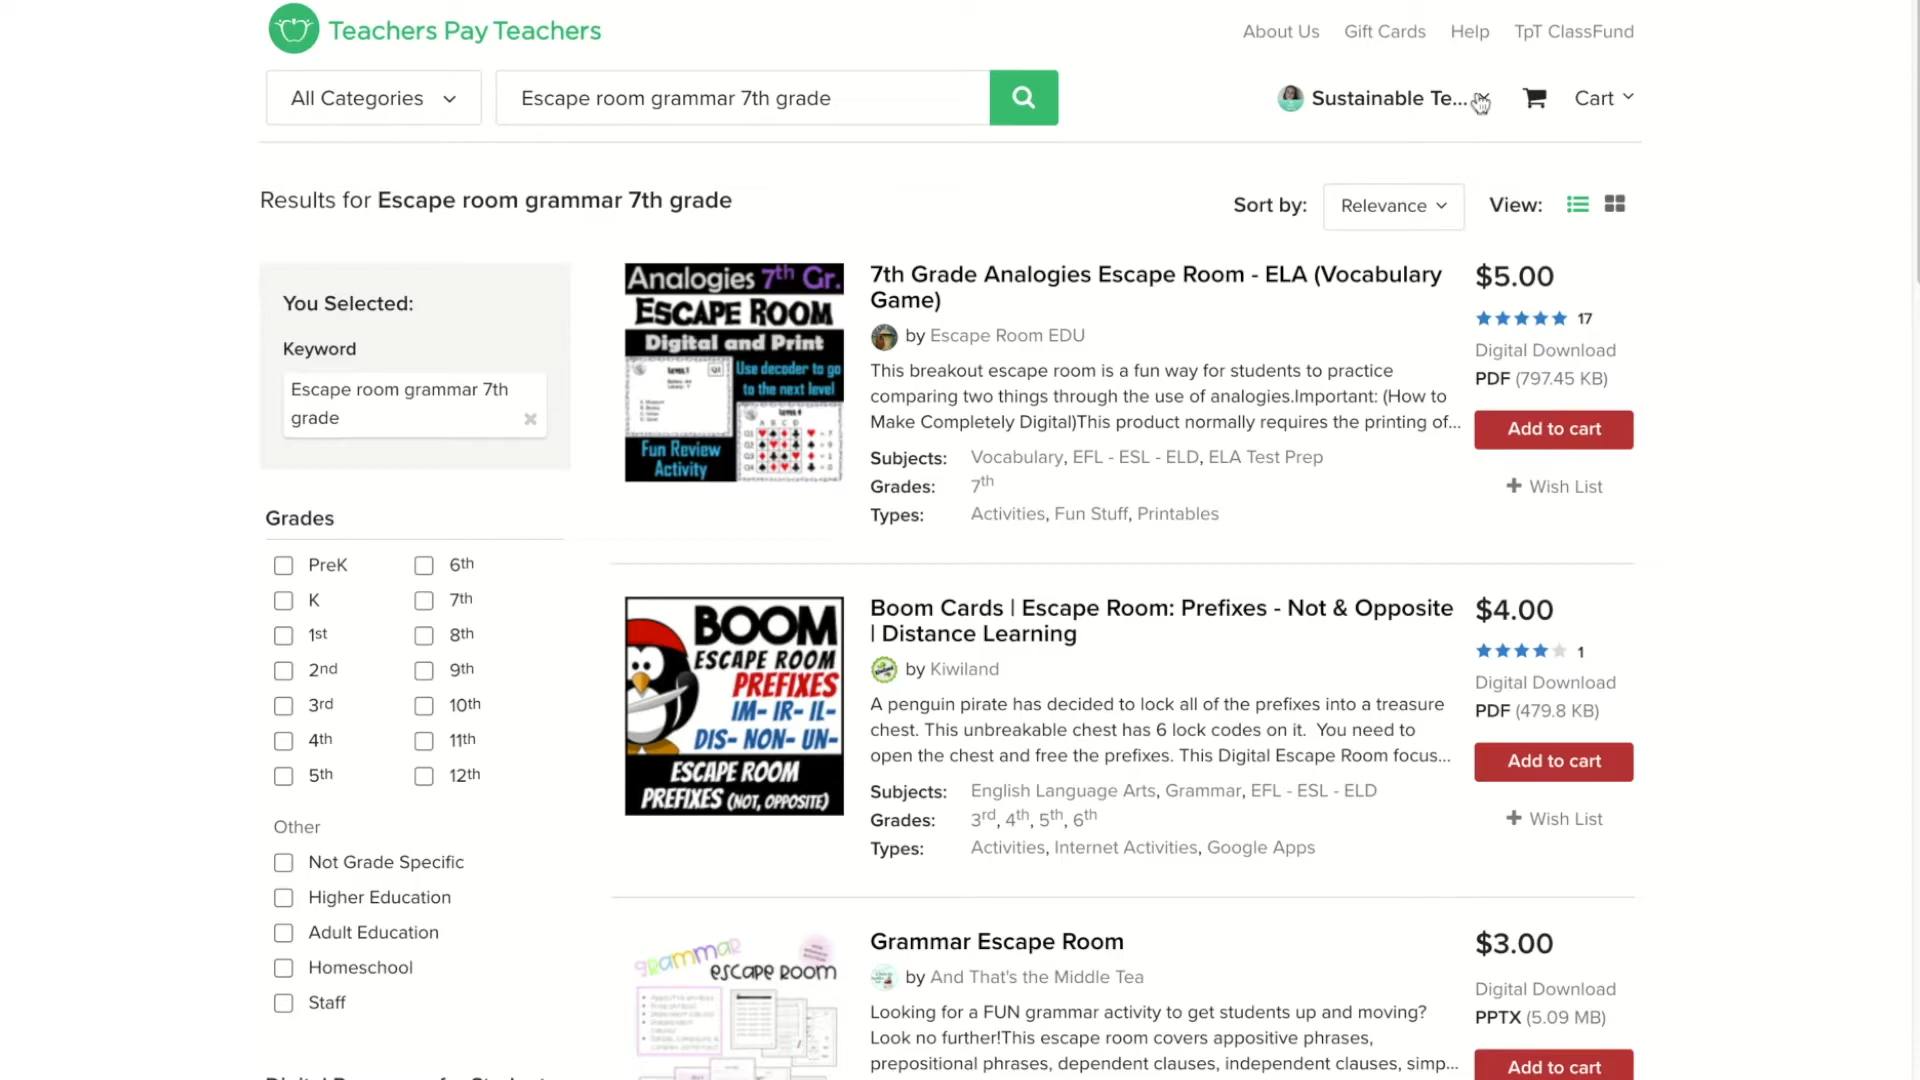 Teachers Pay Teachers
About Us Gift Cards Help TpT ClassFund
All Categories
Escape room grammar 7th grade
Sustainable Te...
Cart
Results for Escape room grammar 7th grade
Sort by: Relevance View:
You Selected:
Keyword
Escape room grammar 7th
grade
Grades
PreK 6th
K 7th
1st 8th
2nd 9th
3rd 10th
4th 11th
5th 12th
Other
Not Grade Specific
Higher Education
Adult Education
Homeschool
Staff
Analogies 7th Gr.
ESCAPE ROOM
Digital and Print
Use decoder to go
to the next level
Fun Review
Activity
7th Grade Analogies Escape Room - ELA (Vocabulary
Game)
by Escape Room EDU
This breakout escape room is a fun way for students to practice
comparing two things through the use of analogies.Important: (How to
Make Completely Digital)This product normally requires the printing of...
Subjects: Vocabulary, EFL - ESL - ELD, ELA Test Prep
Grades: 7th
Types: Activities, Fun Stuff, Printables
$5.00
17
Digital Download
PDF (797.45 KB)
Add to cart
+ Wish List
BOOM
ESCAPE ROOM
PREFIXES
IM- IR- IL-
DIS- NON- UN-
ESCAPE ROOM
PREFIXES (NOT, OPPOSITE)
Boom Cards | Escape Room: Prefixes - Not & Opposite
| Distance Learning
by Kiwiland
A penguin pirate has decided to lock all of the prefixes into a treasure
chest. This unbreakable chest has 6 lock codes on it. You need to
open the chest and free the prefixes. This Digital Escape Room focus...
Subjects: English Language Arts, Grammar, EFL - ESL - ELD
Grades: 3rd, 4th, 5th, 6th
Types: Activities, Internet Activities, Google Apps
$4.00
1
Digital Download
PDF (479.8 KB)
Add to cart
+ Wish List
grammar
escape room
Grammar Escape Room
by And That's the Middle Tea
Looking for a FUN grammar activity to get students up and moving?
Look no further!This escape room covers appositive phrases,
prepositional phrases, dependent clauses, independent clauses, simp...
$3.00
Digital Download
PPTX (5.09 MB)
Add to cart